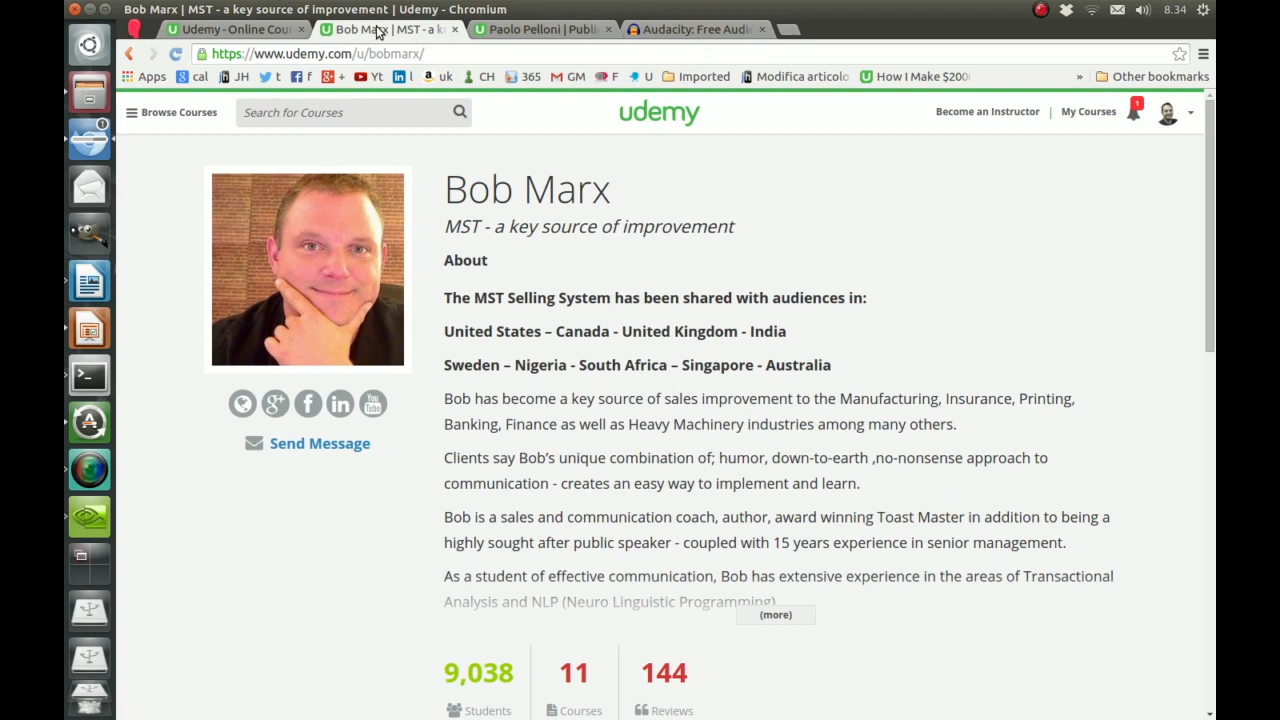 Bob Marx | MST - a key source of improvement | Udemy - Chromium
8.34
Udemy - Online Cour
Bob Marx | MST - a k
Paolo Pelloni | Publi
Audacity: Free Audi
https://www.udemy.com/u/bobmarx/
Apps cal JH t f +  Yt l uk CH 365 GM F U Imported Modifica articolo How I Make $200 » Other bookmarks
Browse Courses
Search for Courses
udemy
Become an Instructor | My Courses
1
Bob Marx
MST - a key source of improvement
About
The MST Selling System has been shared with audiences in:
United States – Canada - United Kingdom - India
Sweden – Nigeria - South Africa – Singapore - Australia
Bob has become a key source of sales improvement to the Manufacturing, Insurance, Printing,
Banking, Finance as well as Heavy Machinery industries among many others.
Clients say Bob's unique combination of; humor, down-to-earth ,no-nonsense approach to
communication - creates an easy way to implement and learn.
Bob is a sales and communication coach, author, award winning Toast Master in addition to being a
highly sought after public speaker - coupled with 15 years experience in senior management.
As a student of effective communication, Bob has extensive experience in the areas of Transactional
Analysis and NLP (Neuro Linguistic Programming)
(more)
Send Message
9,038 11 144
Students Courses Reviews